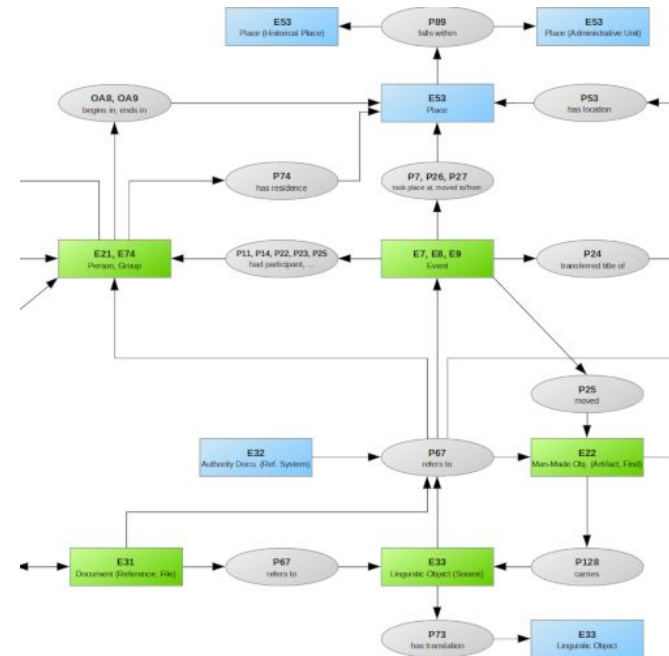 E53
Place (Historical Place)
P89
falls within
E53
Place (Administrative Unit)
OA8, OA9
begins in, ends in
E53
Place
P53
has location
P74
has residence
P7, P26, P27
took place at, moved to/from
E21, E74
Person, Group
P11, P14, P22, P23, P25
had participant, ...
E7, E8, E9
Event
P24
transferred title of
P25
moved
E32
Authority Docu. (Ref. System)
P67
refers to
E22
Man-Made Obj. (Artifact, Find)
E31
Document (Reference, File)
P67
refers to
E33
Linguistic Object (Source)
P128
carries
P73
has translation
E33
Linguistic Object